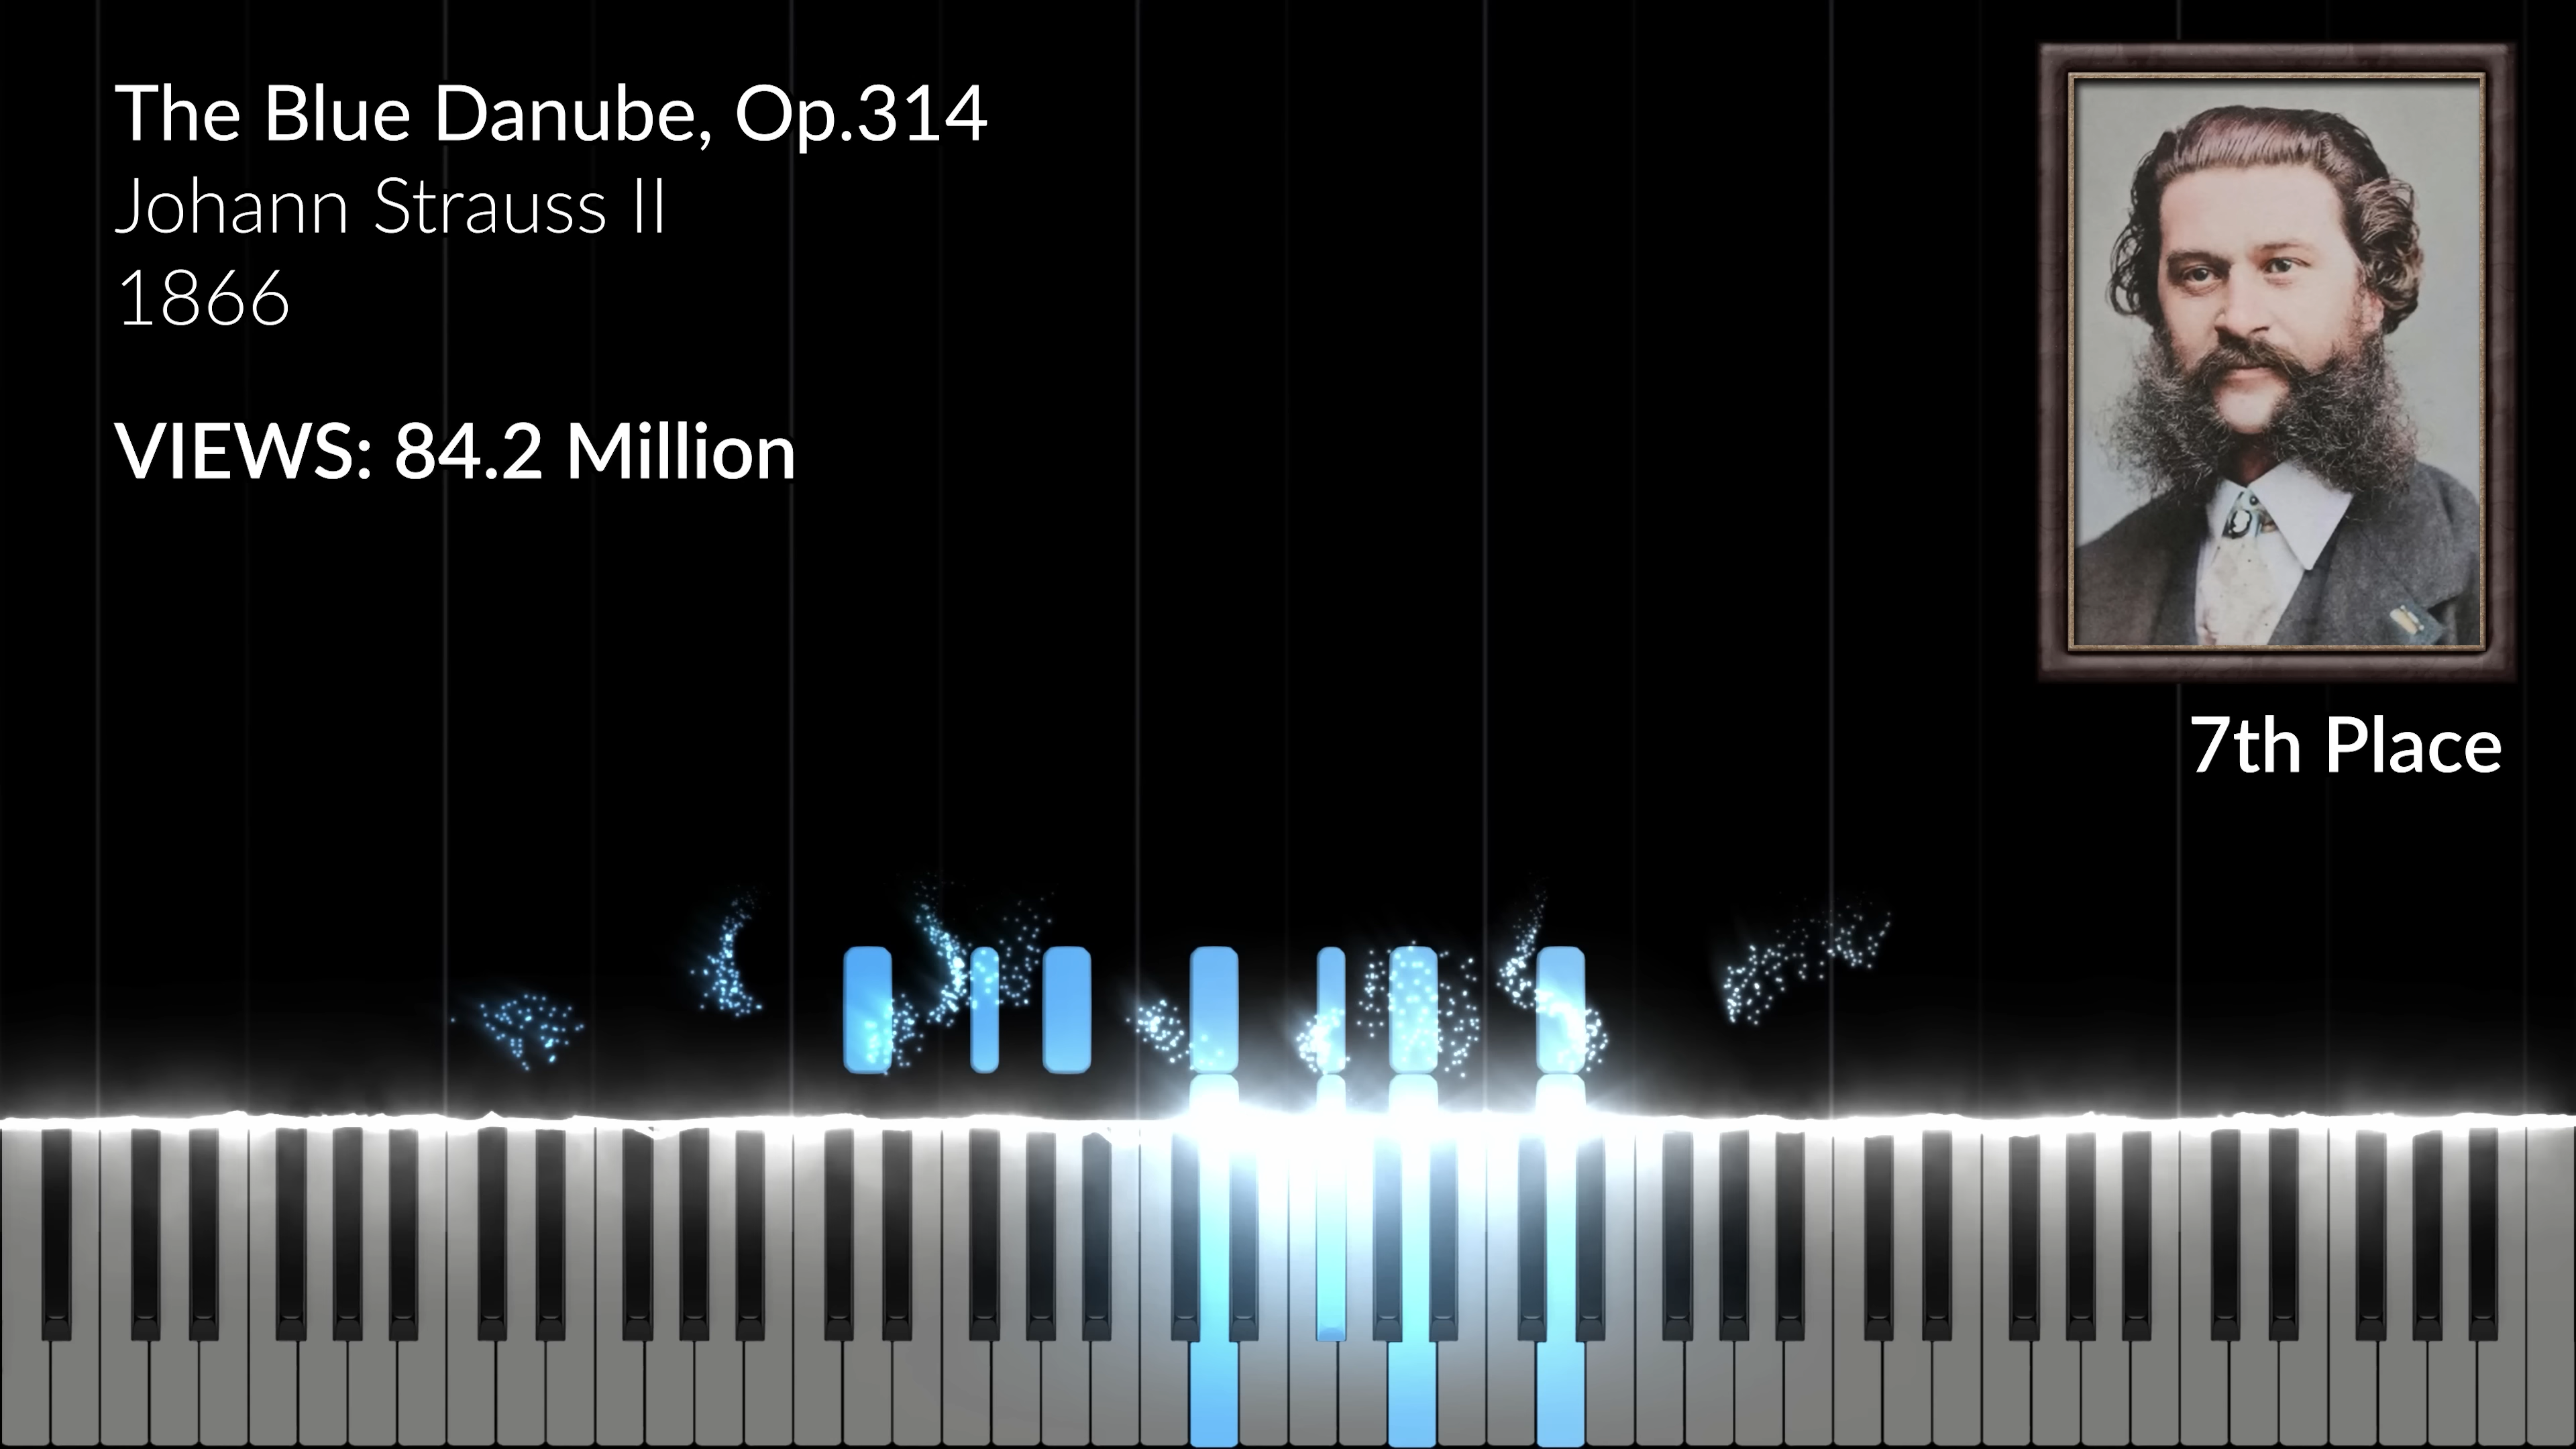 The Blue Danube, Op.314
Johann Strauss II
1866
VIEWS: 84.2 Million
7th Place